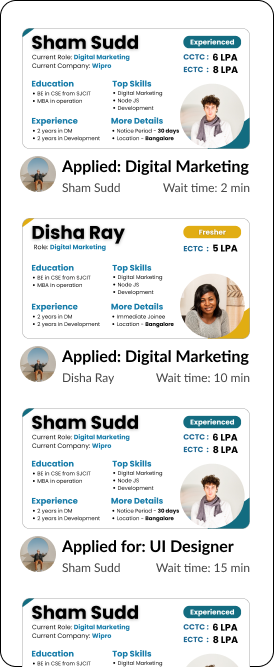 Sham Sudd
Experienced
Current Role: Digital Marketing
Current Company: Wipro
CCTC : 6 LPA
ECTC : 8 LPA
Education
• BE in CSE from SJCIT
• MBA in operation
Top Skills
• Digital Marketing
• Node JS
• Development
Experience
• 2 years in DM
• 2 years in Development
More Details
• Notice Period - 30 days
• Location - Bangalore
Applied: Digital Marketing
Sham Sudd Wait time: 2 min
Disha Ray
Fresher
Role: Digital Marketing
ECTC : 5 LPA
Education
• BE in CSE from SJCIT
• MBA in operation
Top Skills
• Digital Marketing
• Node JS
• Development
Experience
• 2 years in DM
• 2 years in Development
More Details
• Immediate Joinee
• Location - Bangalore
Applied: Digital Marketing
Disha Ray Wait time: 10 min
Sham Sudd
Experienced
Current Role: Digital Marketing
Current Company: Wipro
CCTC : 6 LPA
ECTC : 8 LPA
Education
• BE in CSE from SJCIT
• MBA in operation
Top Skills
• Digital Marketing
• Node JS
• Development
Experience
• 2 years in DM
• 2 years in Development
More Details
• Notice Period - 30 days
• Location - Bangalore
Applied for: UI Designer
Sham Sudd Wait time: 15 min
Sham Sudd
Experienced
Current Role: Digital Marketing
Current Company: Wipro
CCTC : 6 LPA
ECTC : 8 LPA
Education
Top Skills